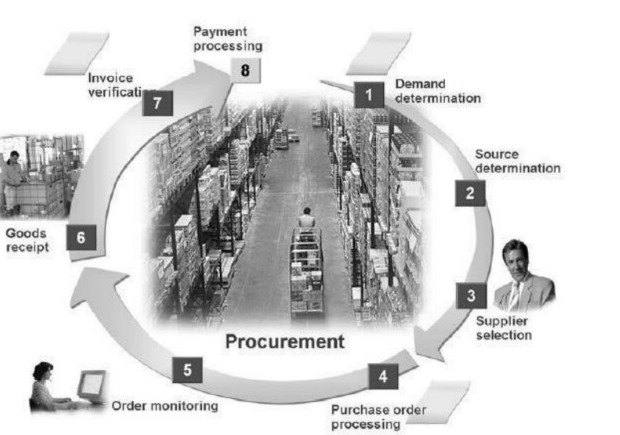 Payment
processing
8
1
Demand
determination
Source
determination
2
3
Supplier
selection
4
Purchase order
processing
5
Order monitoring
6
Goods
receipt
Invoice
verification
7
Procurement